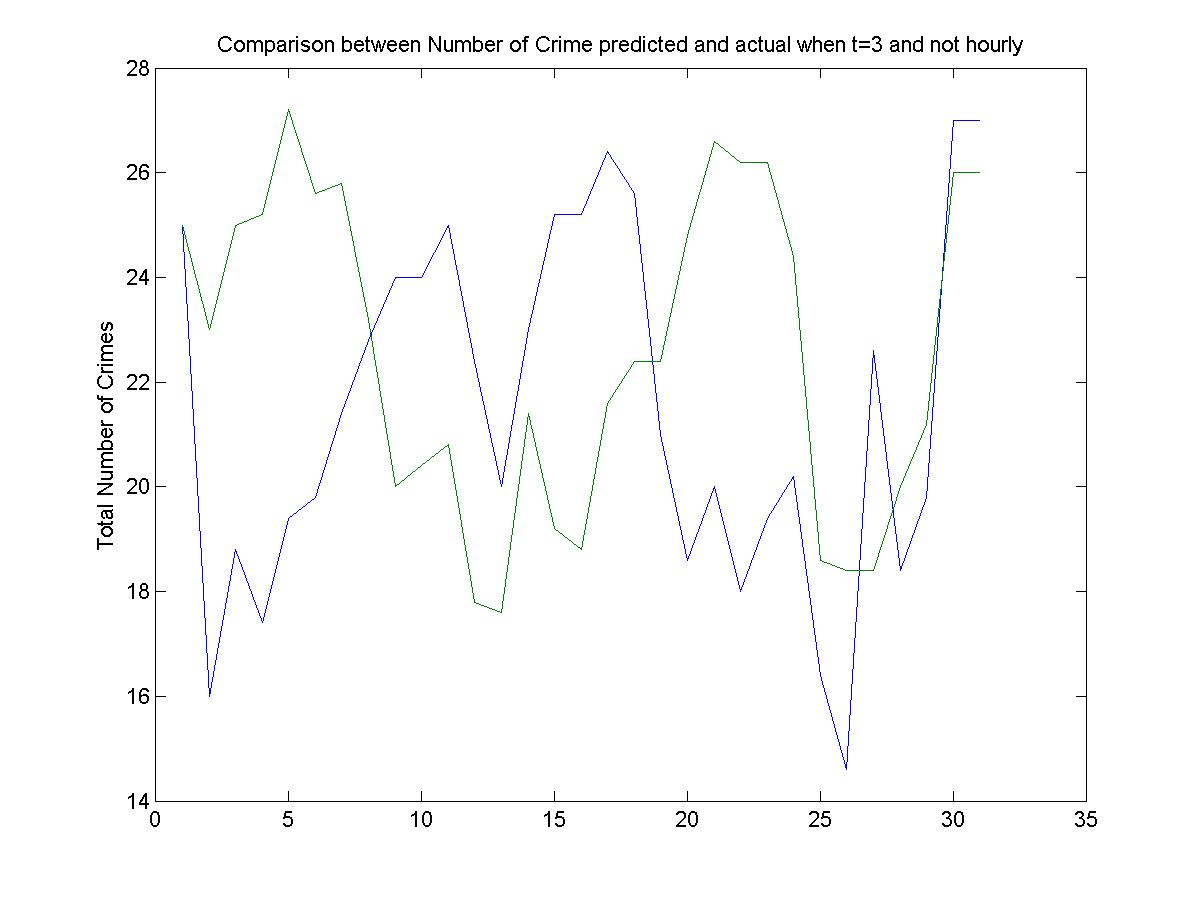 Comparison between Number of Crime predicted and actual when t=3 and not hourly
28
26
24
22
20
18
16
14
Total Number of Crimes
0 5 10 15 20 25 30 35